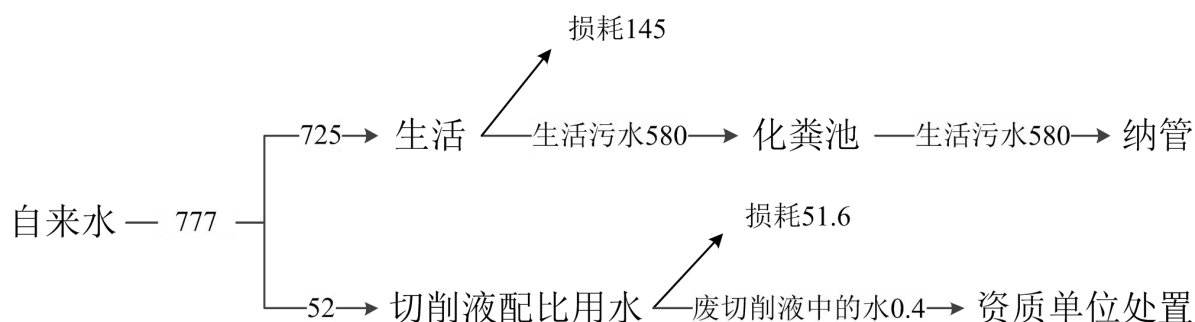 损耗145
725 生活 生活污水580 化粪池 生活污水580 纳管
自来水 777
损耗51.6
52 切削液配比用水 废切削液中的水0.4 资质单位处置